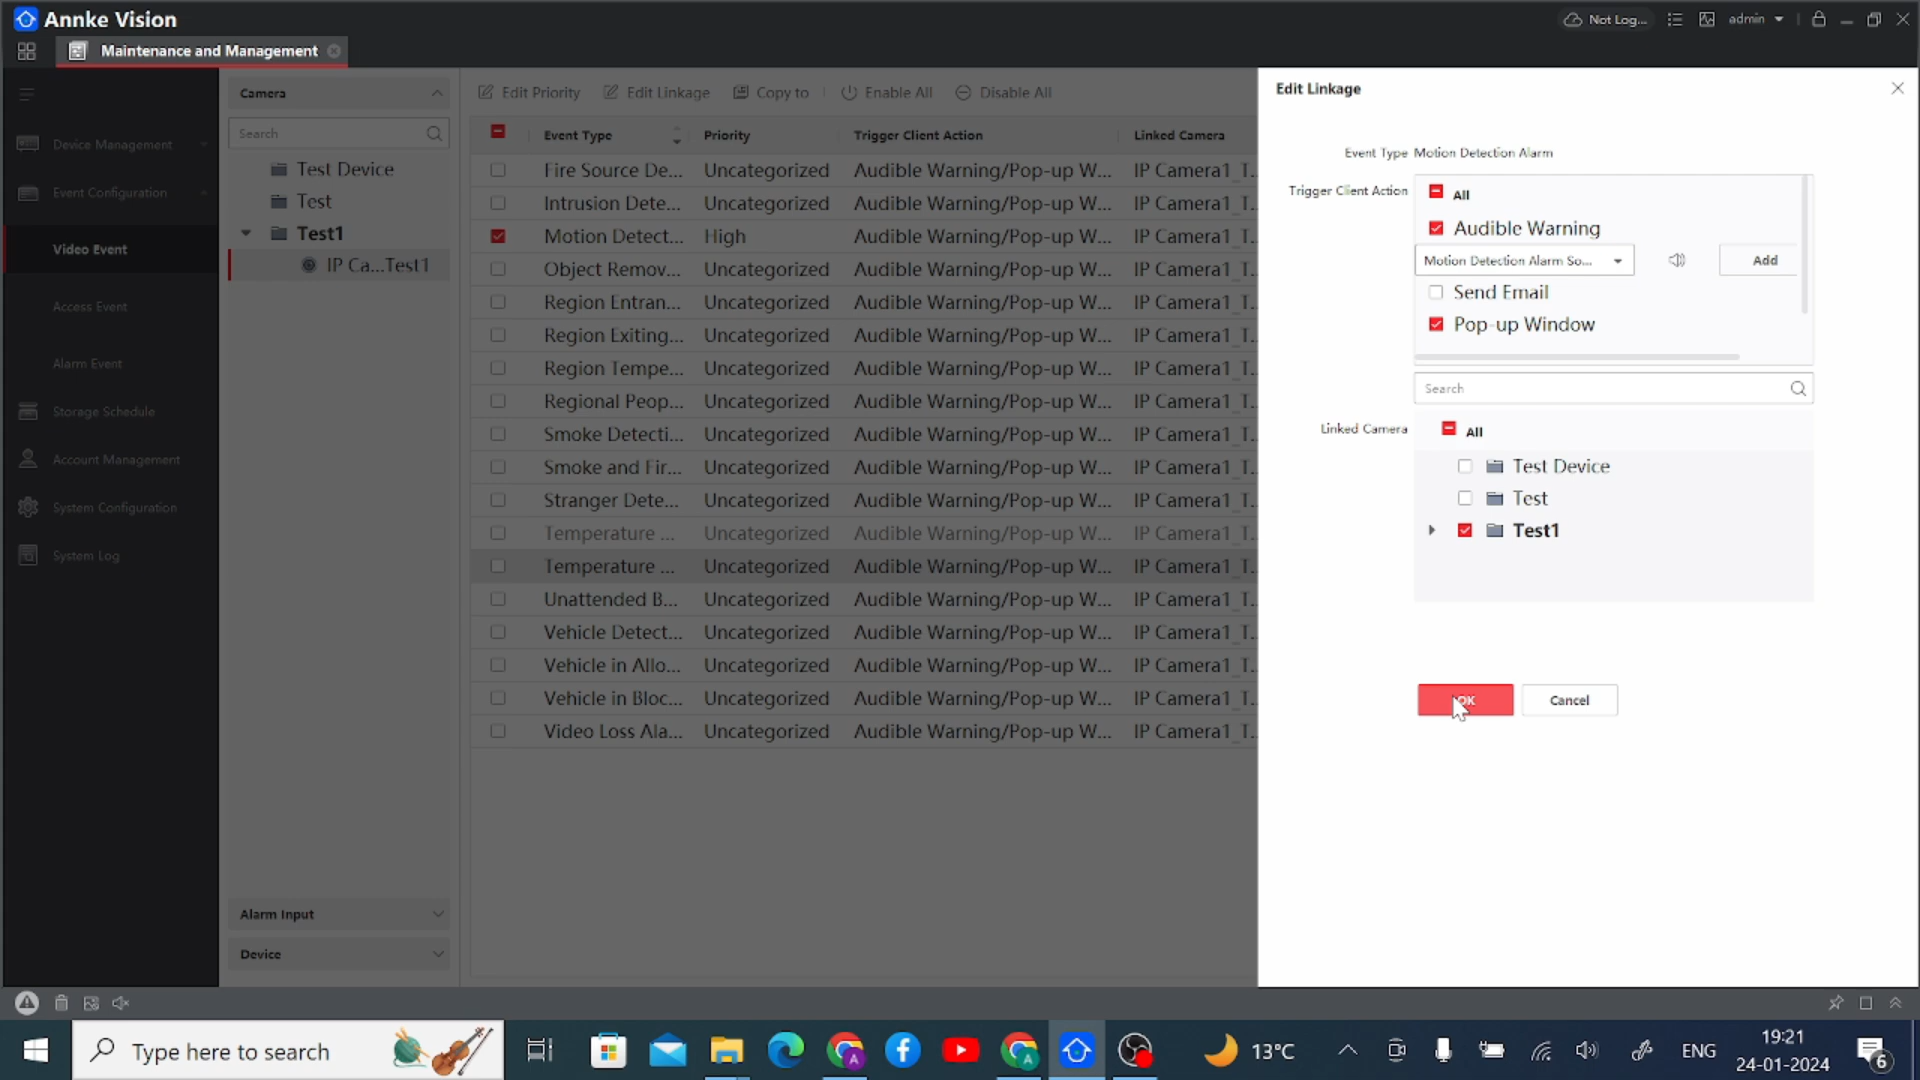 Annke Vision
Not Log...
admin
Maintenance and Management
Device Management
Event Configuration
Video Event
Access Event
Alarm Event
Storage Schedule
Account Management
System Configuration
System Log
Camera
Search
Test Device
Test
Test1
IP Ca...Test1
Alarm Input
Device
Edit Priority
Edit Linkage
Copy to
Enable All
Disable All
Event Type Priority Trigger Client Action Linked Camera
Fire Source De... Uncategorized Audible Warning/Pop-up W... IP Camera1_T...
Intrusion Dete... Uncategorized Audible Warning/Pop-up W... IP Camera1_T...
Motion Detect... High Audible Warning/Pop-up W... IP Camera1_T...
Object Remov... Uncategorized Audible Warning/Pop-up W... IP Camera1_T...
Region Entran... Uncategorized Audible Warning/Pop-up W... IP Camera1_T...
Region Exiting... Uncategorized Audible Warning/Pop-up W... IP Camera1_T...
Region Tempe... Uncategorized Audible Warning/Pop-up W... IP Camera1_T...
Regional Peop... Uncategorized Audible Warning/Pop-up W... IP Camera1_T...
Smoke Detecti... Uncategorized Audible Warning/Pop-up W... IP Camera1_T...
Smoke and Fir... Uncategorized Audible Warning/Pop-up W... IP Camera1_T...
Stranger Dete... Uncategorized Audible Warning/Pop-up W... IP Camera1_T...
Temperature ... Uncategorized Audible Warning/Pop-up W... IP Camera1_T...
Temperature ... Uncategorized Audible Warning/Pop-up W... IP Camera1_T...
Unattended B... Uncategorized Audible Warning/Pop-up W... IP Camera1_T...
Vehicle Detect... Uncategorized Audible Warning/Pop-up W... IP Camera1_T...
Vehicle in Allo... Uncategorized Audible Warning/Pop-up W... IP Camera1_T...
Vehicle in Bloc... Uncategorized Audible Warning/Pop-up W... IP Camera1_T...
Video Loss Ala... Uncategorized Audible Warning/Pop-up W... IP Camera1_T...
Edit Linkage
Event Type Motion Detection Alarm
Trigger Client Action
All
Audible Warning
Motion Detection Alarm So...
Add
Send Email
Pop-up Window
Search
Linked Camera
All
Test Device
Test
Test1
OK
Cancel
Type here to search
13°C
ENG
19:21
24-01-2024
6